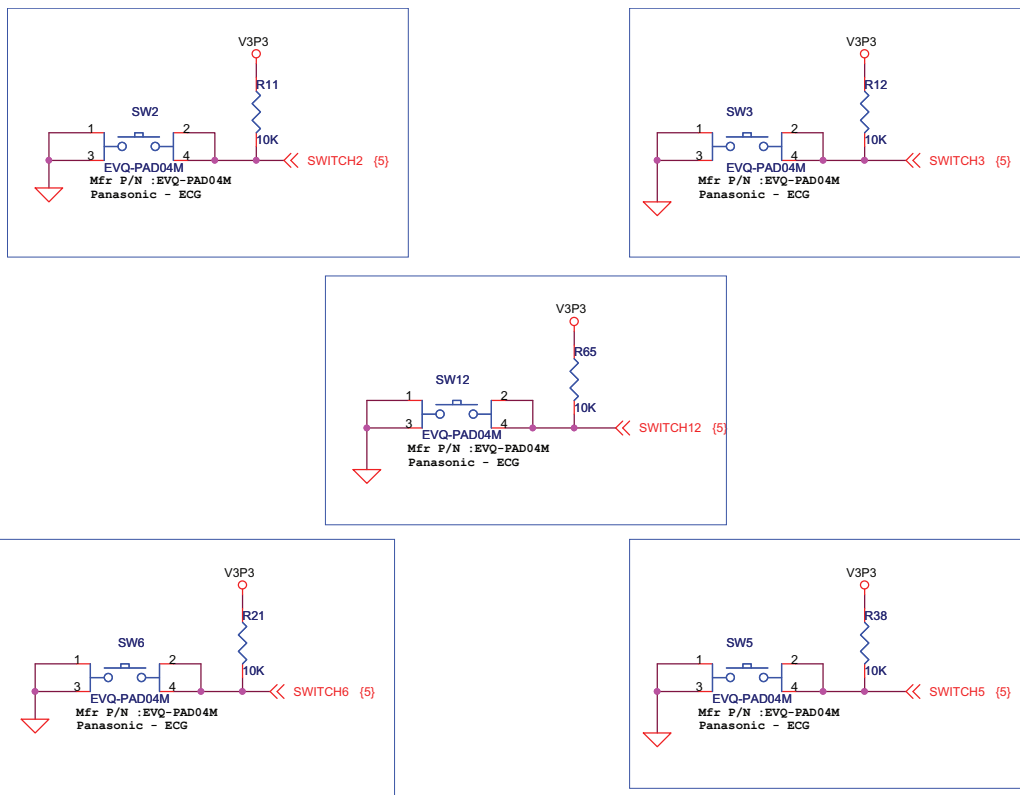 V3P3
R11
SW2
1
2
3
4
10K
SWITCH2 {5}
EVQ-PAD04M
Mfr P/N :EVQ-PAD04M
Panasonic - ECG
V3P3
R12
SW3
1
2
3
4
10K
SWITCH3 {5}
EVQ-PAD04M
Mfr P/N :EVQ-PAD04M
Panasonic - ECG
V3P3
R65
SW12
1
2
3
4
10K
SWITCH12 {5}
EVQ-PAD04M
Mfr P/N :EVQ-PAD04M
Panasonic - ECG
V3P3
R21
SW6
1
2
3
4
10K
SWITCH6 {5}
EVQ-PAD04M
Mfr P/N :EVQ-PAD04M
Panasonic - ECG
V3P3
R38
SW5
1
2
3
4
10K
SWITCH5 {5}
EVQ-PAD04M
Mfr P/N :EVQ-PAD04M
Panasonic - ECG